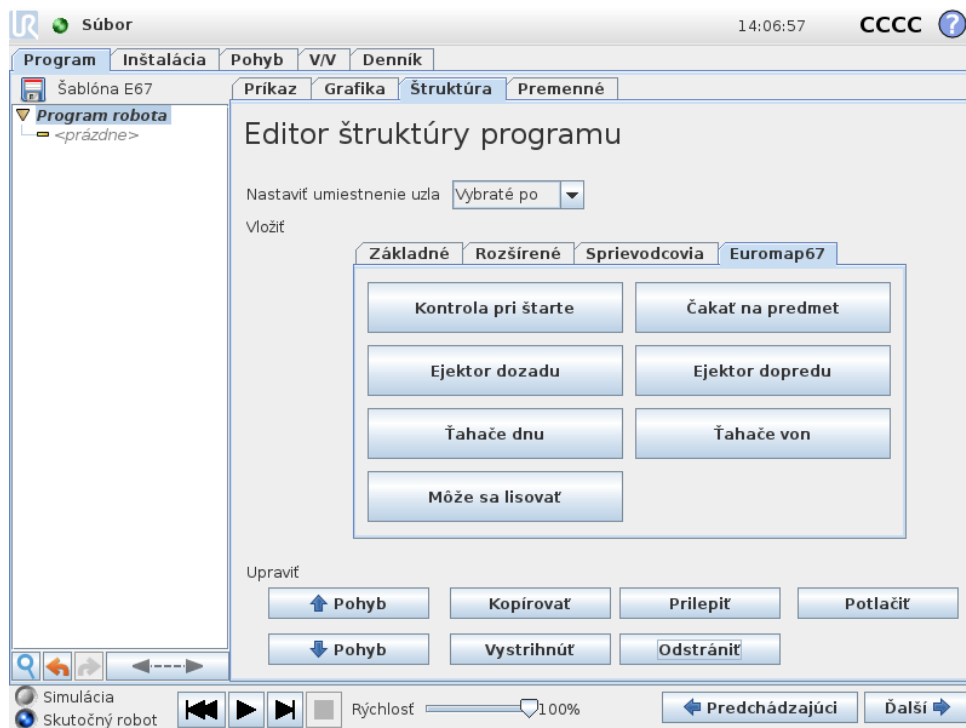 UR Súbor 14:06:57 CCCC ?
Program Inštalácia Pohyb V/V Denník
Šablóna E67 Príkaz Grafika Štruktúra Premenné
Program robota
<prázdne>
Editor štruktúry programu
Nastaviť umiestnenie uzla Vybraté po
Vložiť
Základné Rozšírené Sprievodcovia Euromap67
Kontrola pri štarte Čakať na predmet
Ejektor dozadu Ejektor dopredu
Ťahače dnu Ťahače von
Môže sa lisovať
Upraviť
Pohyb Kopírovať Prilepiť Potlačiť
Pohyb Vystrihnúť Odstrániť
Simulácia
Skutočný robot Rýchlosť 100% Predchádzajúci Ďalší